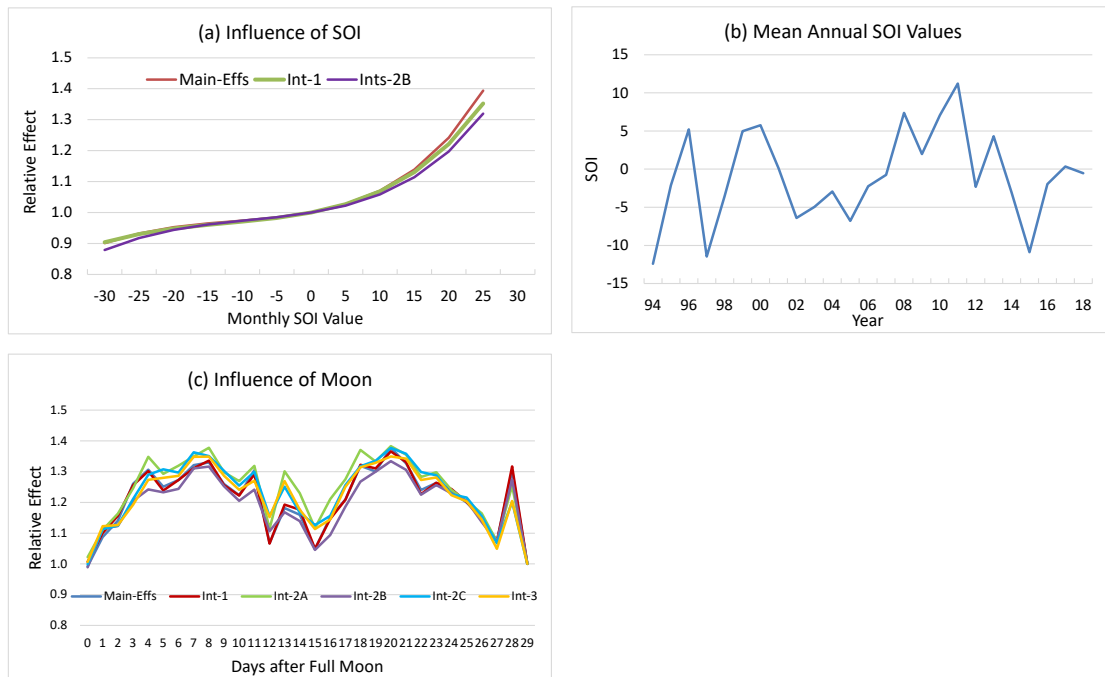 (a) Influence of SOI
1.5
1.4
1.3
1.2
1.1
1.0
0.9
0.8
Relative Effect
Main-Effs Int-1 Ints-2B
-30 -25 -20 -15 -10 -5 0 5 10 15 20 25 30
Monthly SOI Value
(b) Mean Annual SOI Values
15
10
5
0
-5
-10
-15
SOI
94 96 98 00 02 04 06 08 10 12 14 16 18
Year
(c) Influence of Moon
1.5
1.4
1.3
1.2
1.1
1.0
0.9
0.8
Relative Effect
Main-Effs Int-1 Int-2A Int-2B Int-2C Int-3
0 1 2 3 4 5 6 7 8 9 10 11 12 13 14 15 16 17 18 19 20 21 22 23 24 25 26 27 28 29
Days after Full Moon